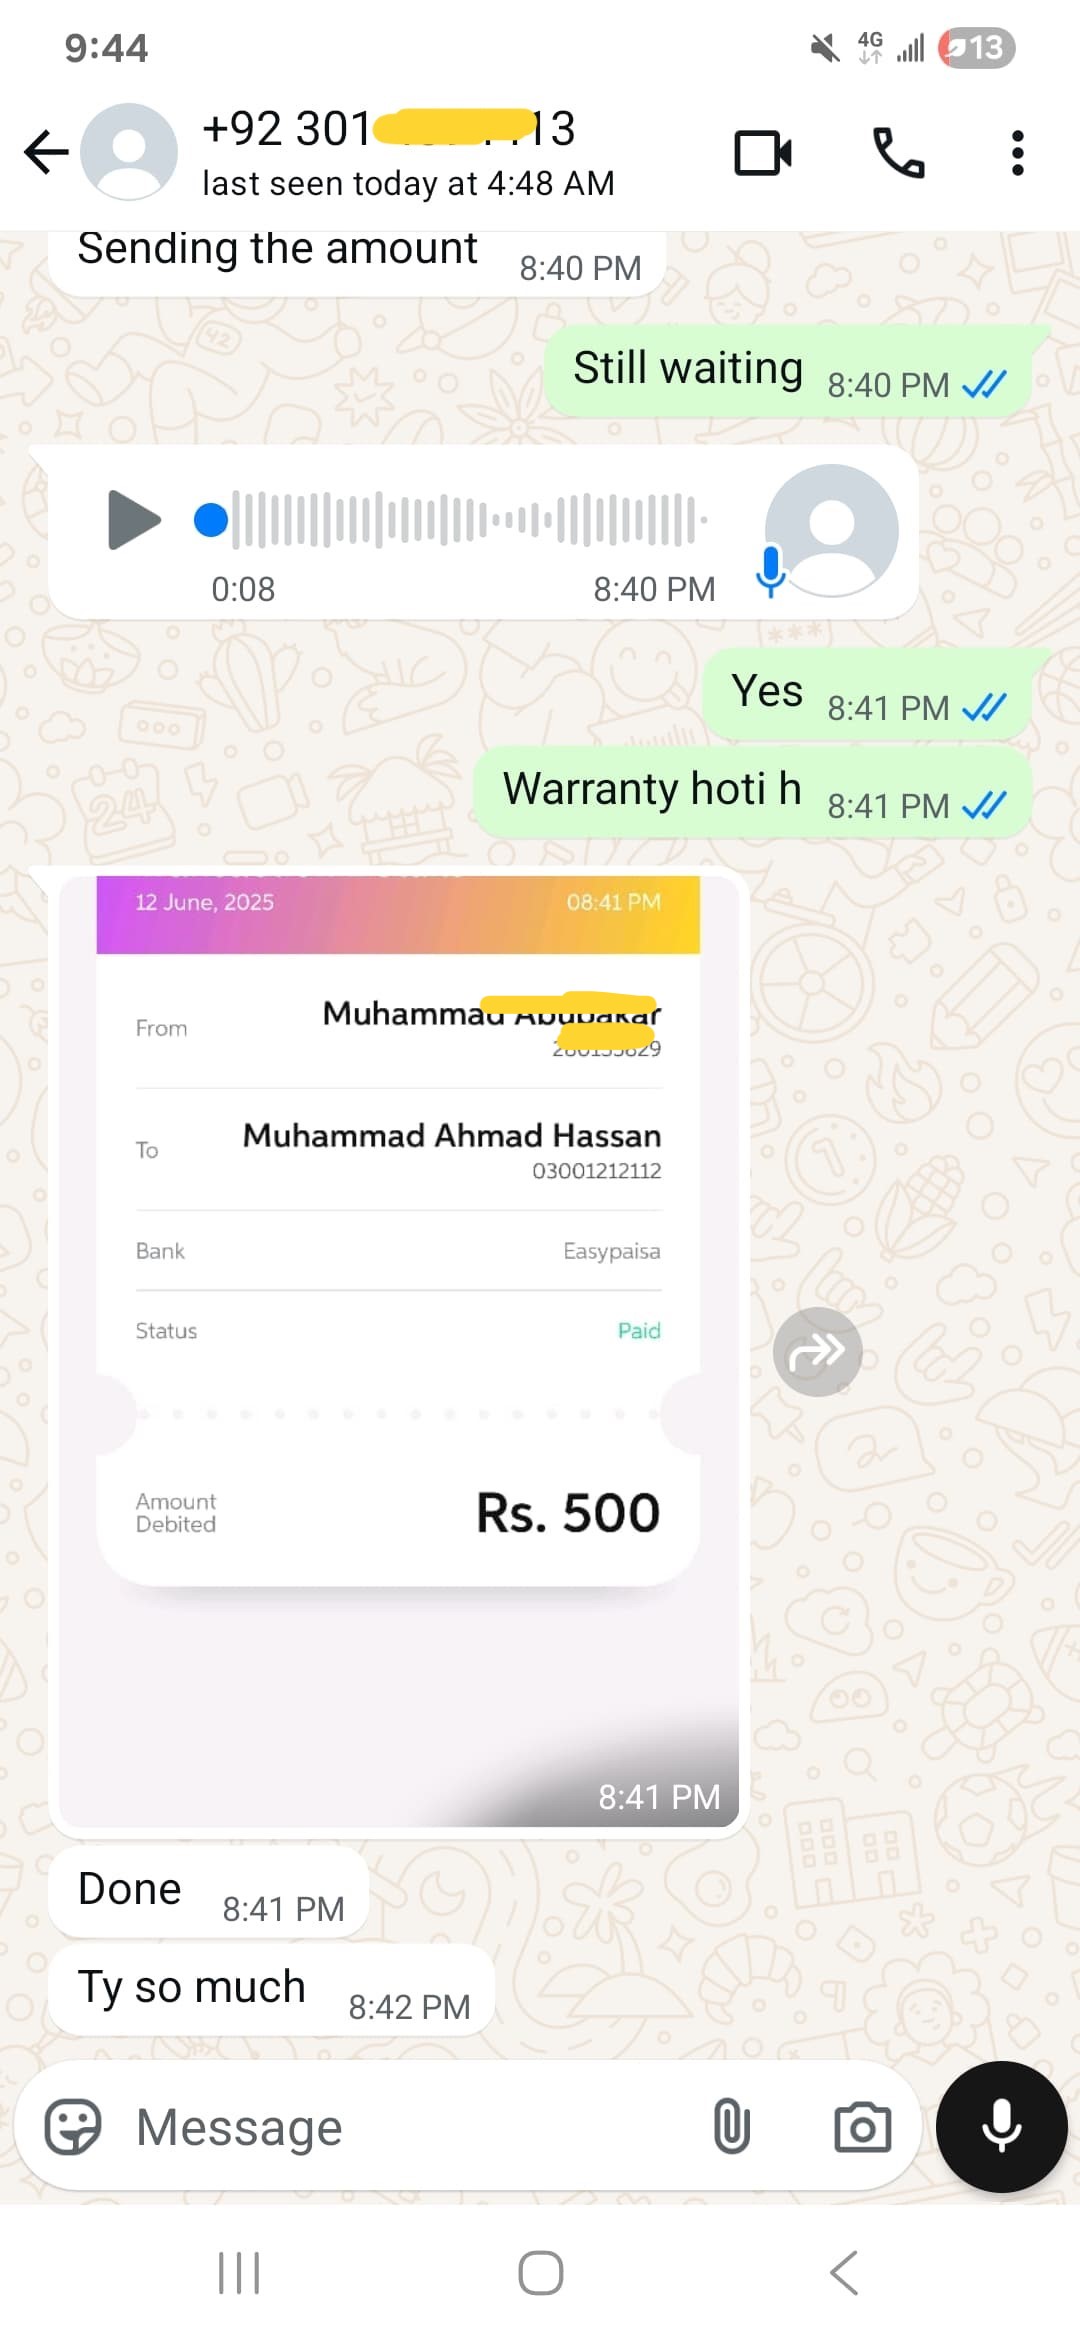 9:44
4G
13
+92 301 13
last seen today at 4:48 AM
Sending the amount 8:40 PM
Still waiting 8:40 PM
0:08 8:40 PM
Yes 8:41 PM
Warranty hoti h 8:41 PM
12 June, 2025 08:41 PM
From Muhammad
To Muhammad Ahmad Hassan
03001212112
Bank Easypaisa
Status Paid
Amount
Debited
Rs. 500
8:41 PM
Done 8:41 PM
Ty so much 8:42 PM
Message